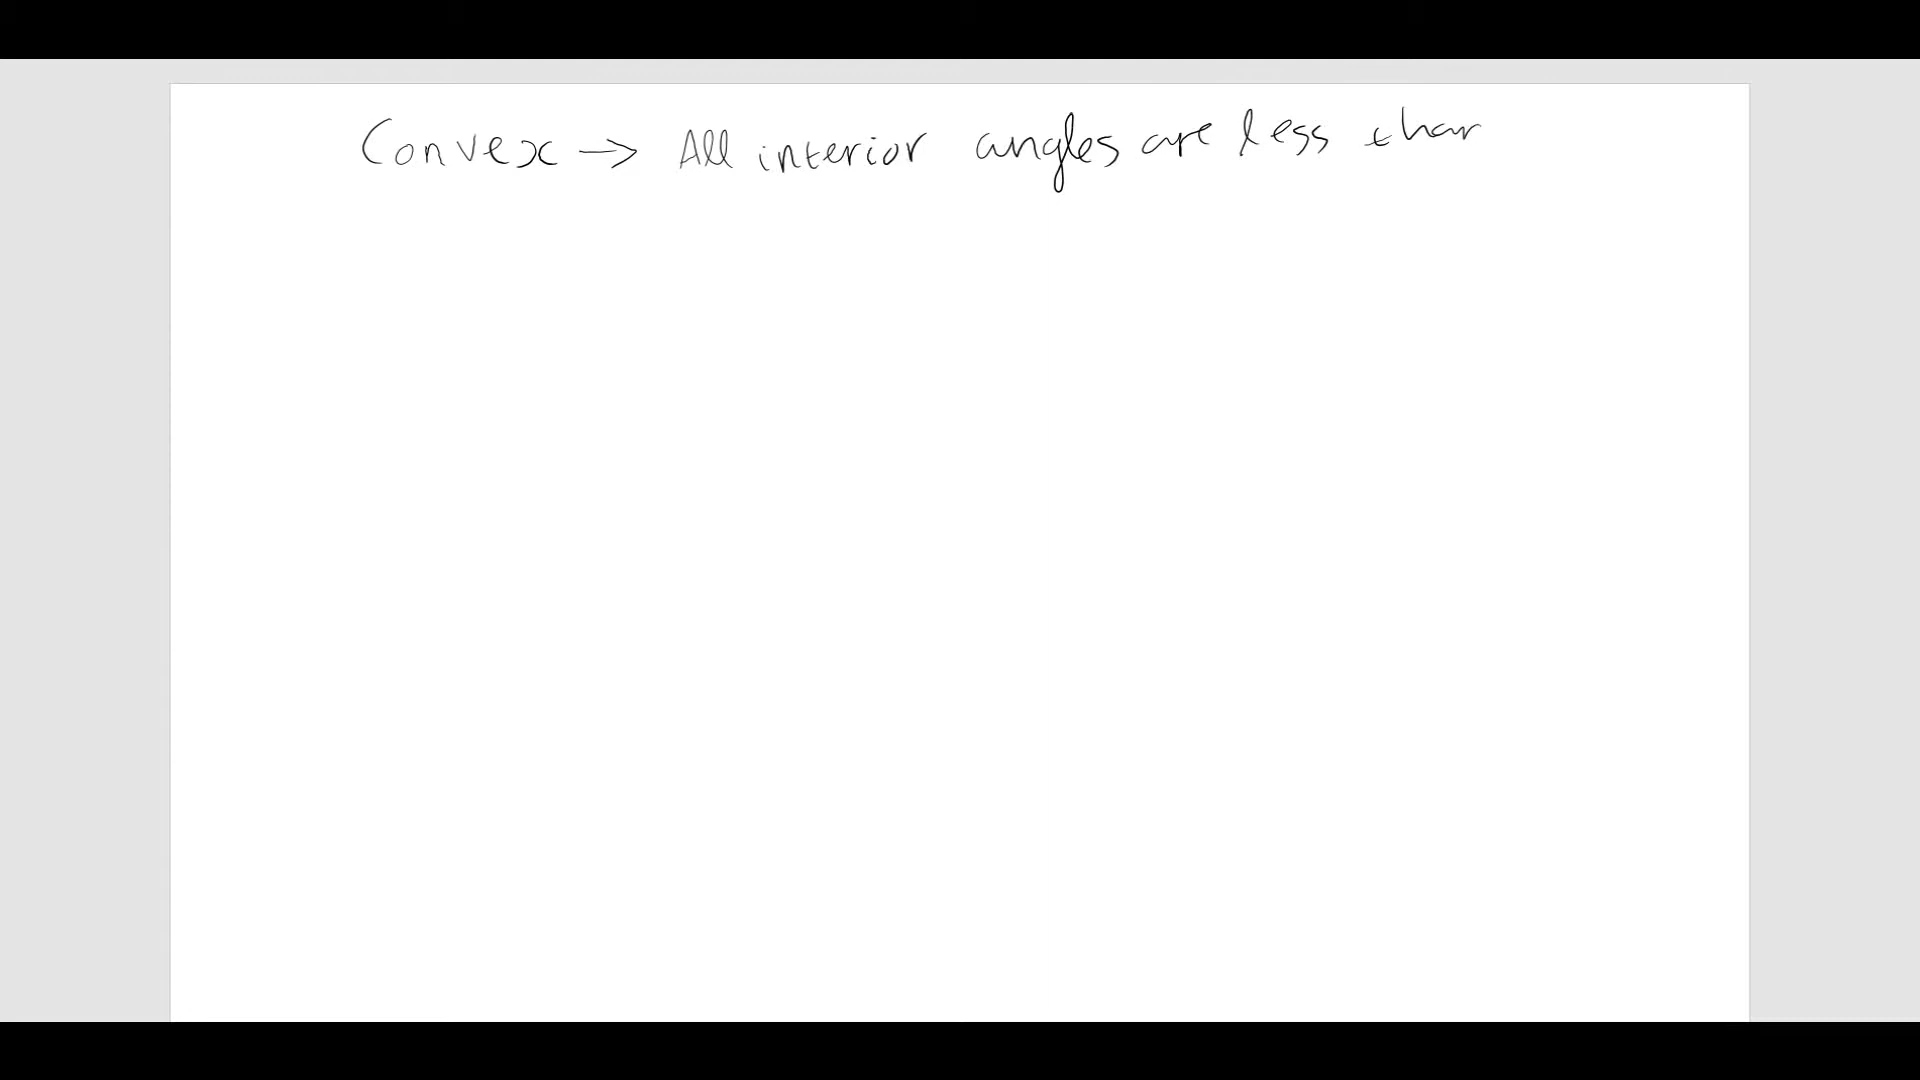 Convex → All interior angles are less than